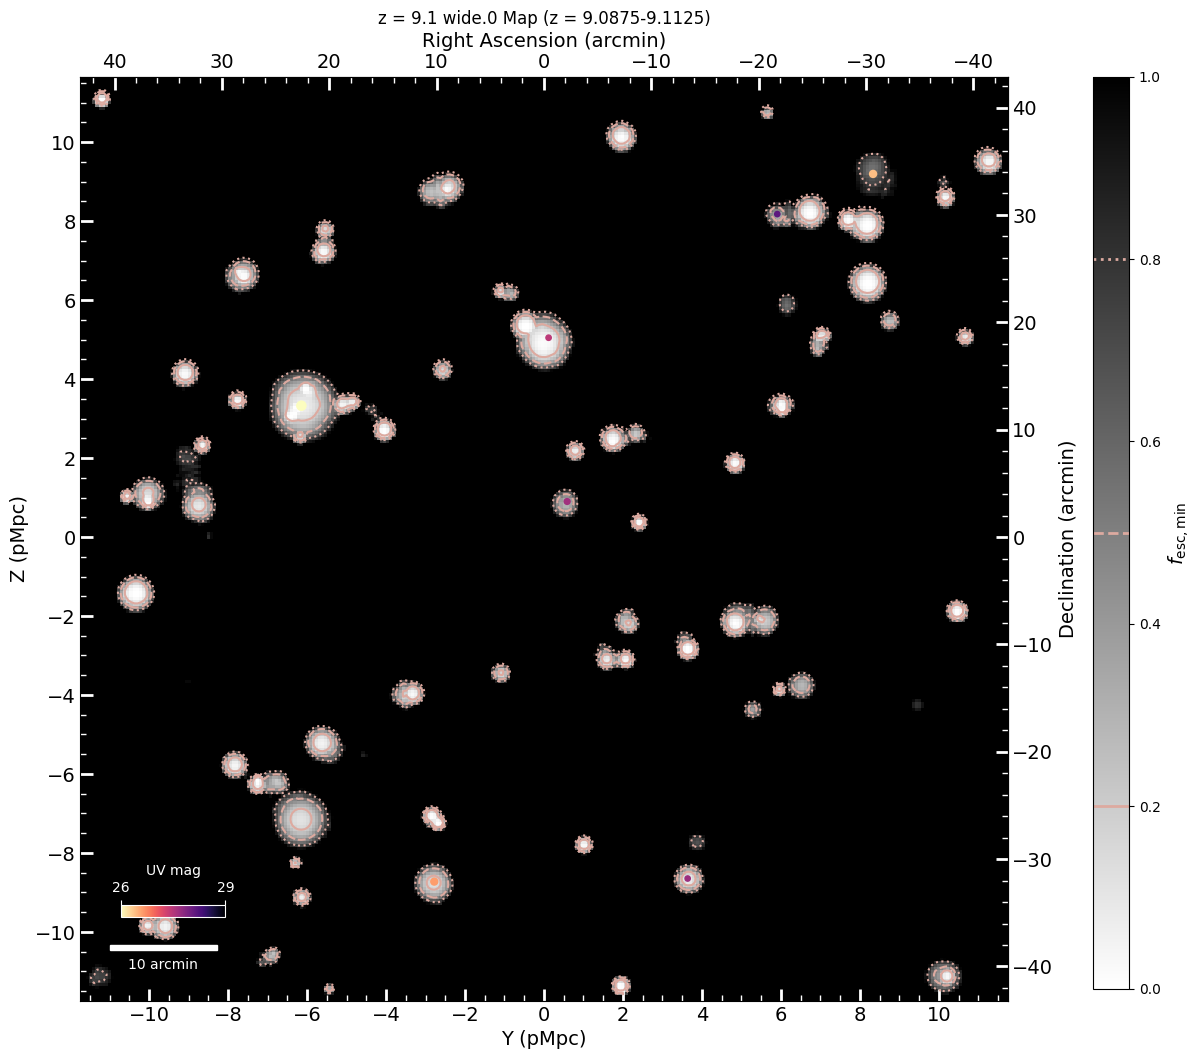 z = 9.1 wide.0 Map (z = 9.0875-9.1125)
Right Ascension (arcmin)
40 30 20 10 0 −10 −20 −30 −40
10
8
6
4
2
0
−2
−4
−6
−8
−10
Z (pMpc)
40
30
20
10
0
−10
−20
−30
−40
Declination (arcmin)
1.0
0.8
0.6
0.4
0.2
0.0
fesc, min
UV mag
26 29
10 arcmin
−10 −8 −6 −4 −2 0 2 4 6 8 10
Y (pMpc)